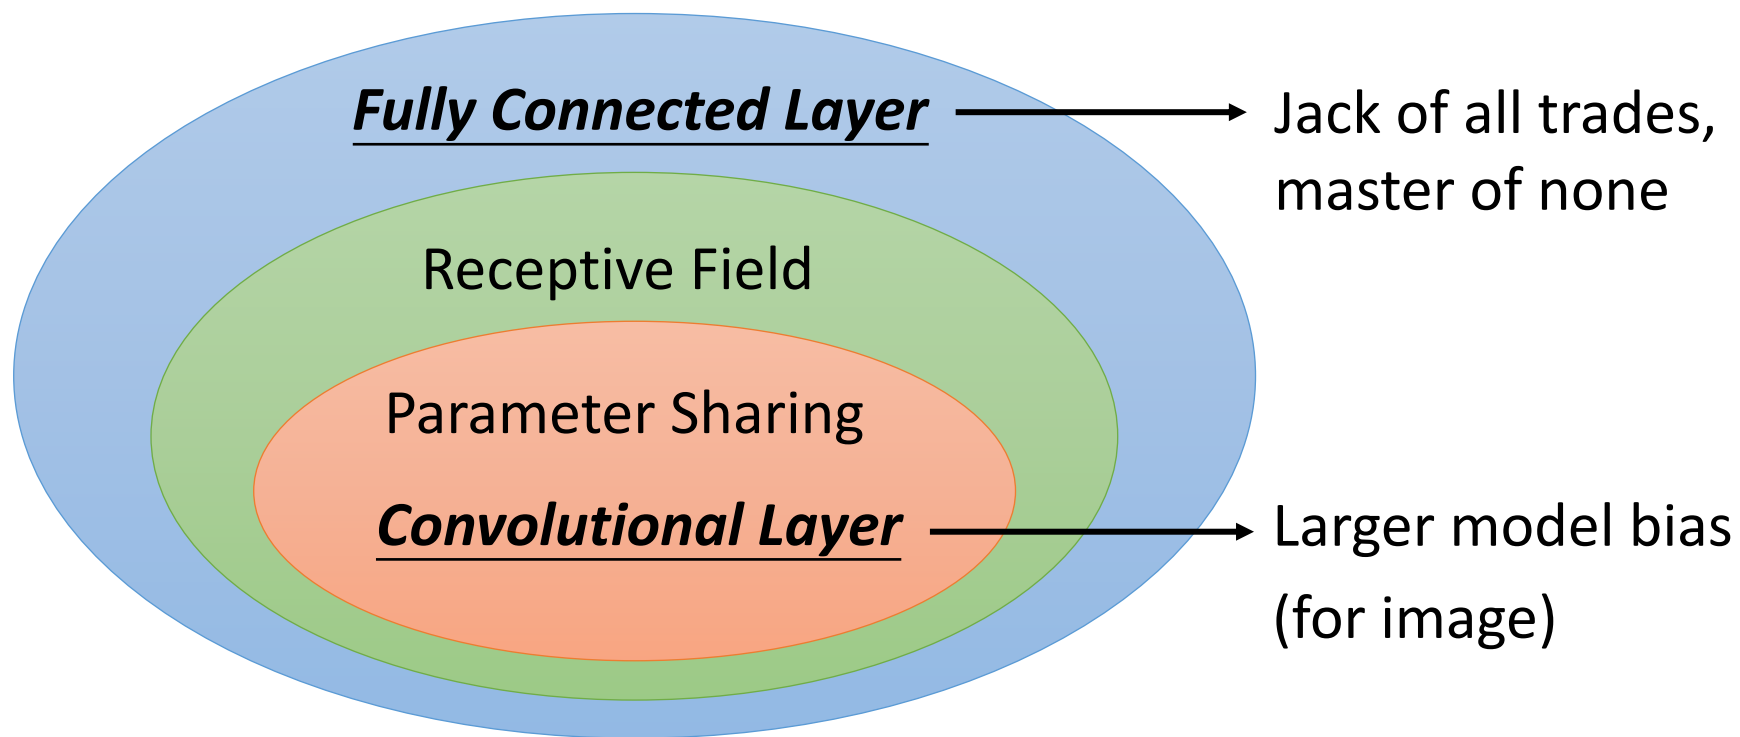 Fully Connected Layer
Jack of all trades,
master of none
Receptive Field
Parameter Sharing
Convolutional Layer
Larger model bias
(for image)